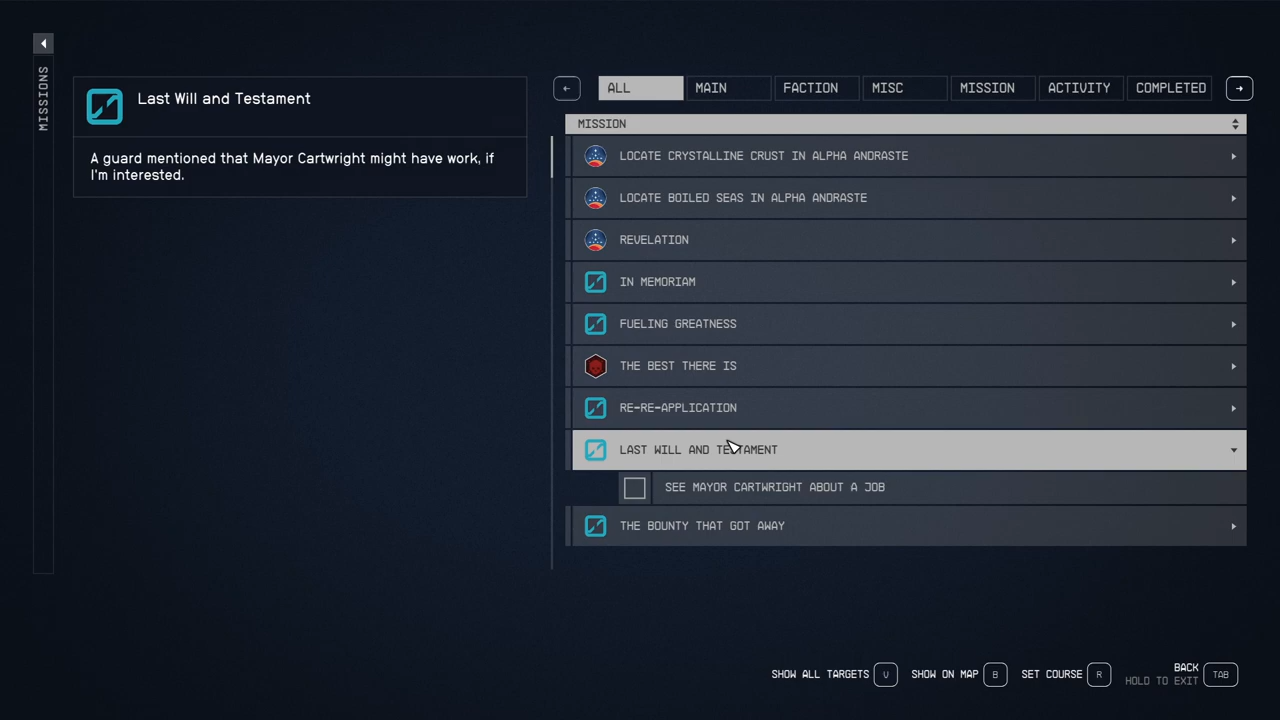 MISSIONS
Last Will and Testament
A guard mentioned that Mayor Cartwright might have work, if
I'm interested.
ALL
MAIN
FACTION
MISC
MISSION
ACTIVITY
COMPLETED
MISSION
LOCATE CRYSTALLINE CRUST IN ALPHA ANDRASTE
LOCATE BOILED SEAS IN ALPHA ANDRASTE
REVELATION
IN MEMORIAM
FUELING GREATNESS
THE BEST THERE IS
RE-RE-APPLICATION
LAST WILL AND TESTAMENT
SEE MAYOR CARTWRIGHT ABOUT A JOB
THE BOUNTY THAT GOT AWAY
SHOW ALL TARGETS V
SHOW ON MAP B
SET COURSE R
BACK
HOLD TO EXIT TAB